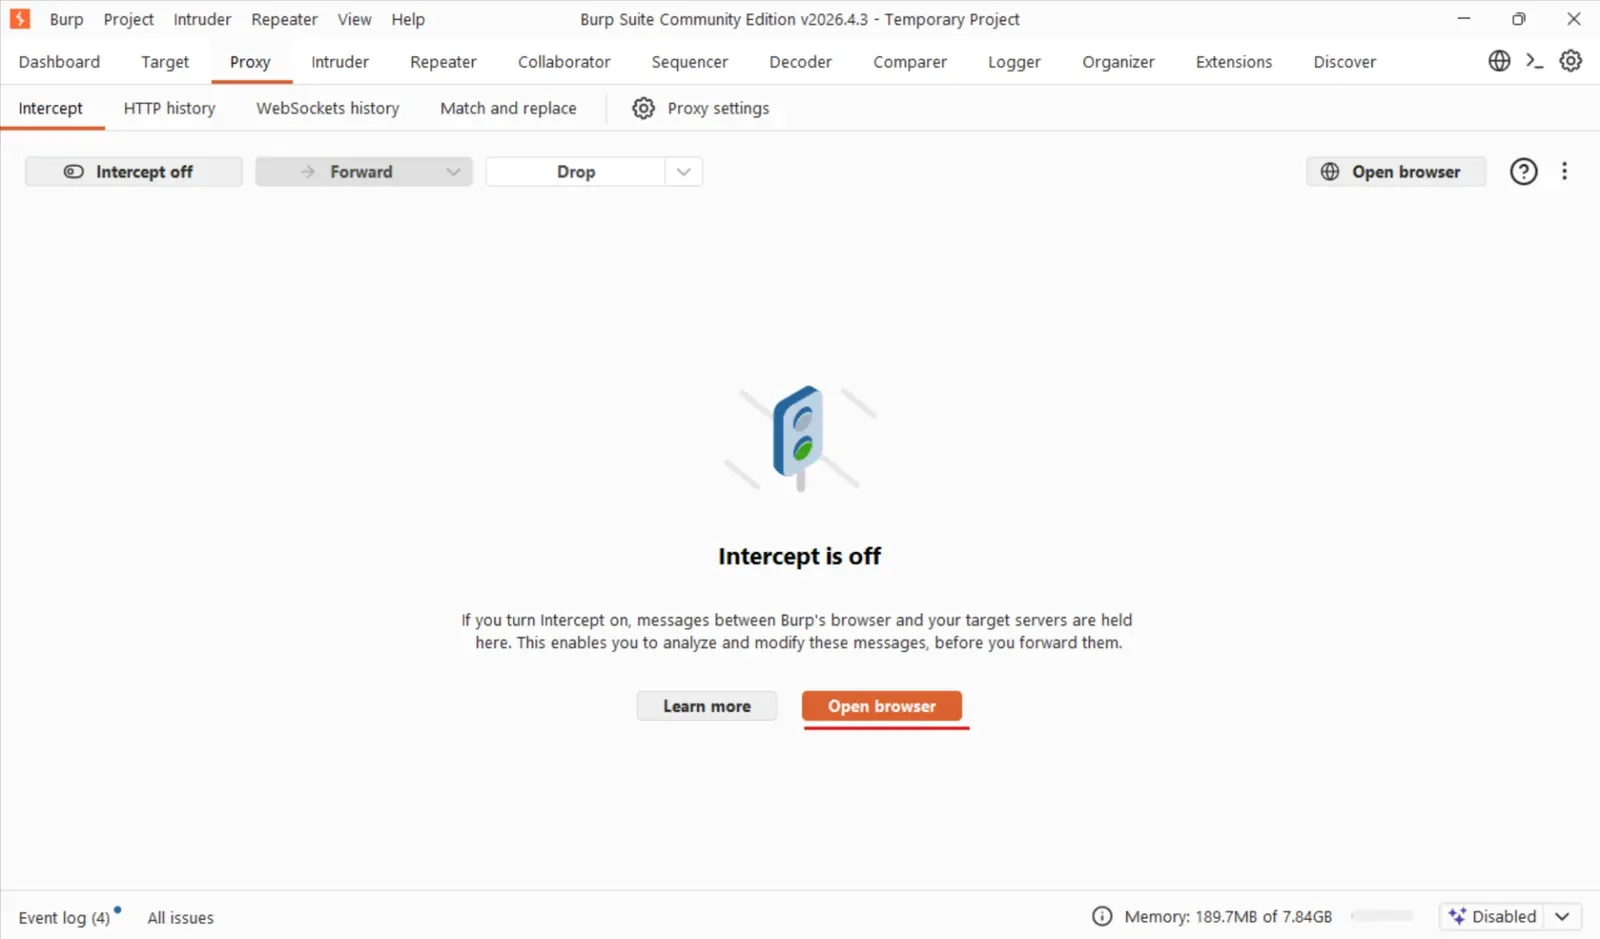 Burp Project Intruder Repeater View Help Burp Suite Community Edition v2026.4.3 - Temporary Project
Dashboard Target Proxy Intruder Repeater Collaborator Sequencer Decoder Comparer Logger Organizer Extensions Discover
Intercept HTTP history WebSockets history Match and replace Proxy settings
Intercept off Forward Drop Open browser
Intercept is off
If you turn Intercept on, messages between Burp's browser and your target servers are held
here. This enables you to analyze and modify these messages, before you forward them.
Learn more Open browser
Event log (4) All issues Memory: 189.7MB of 7.84GB Disabled